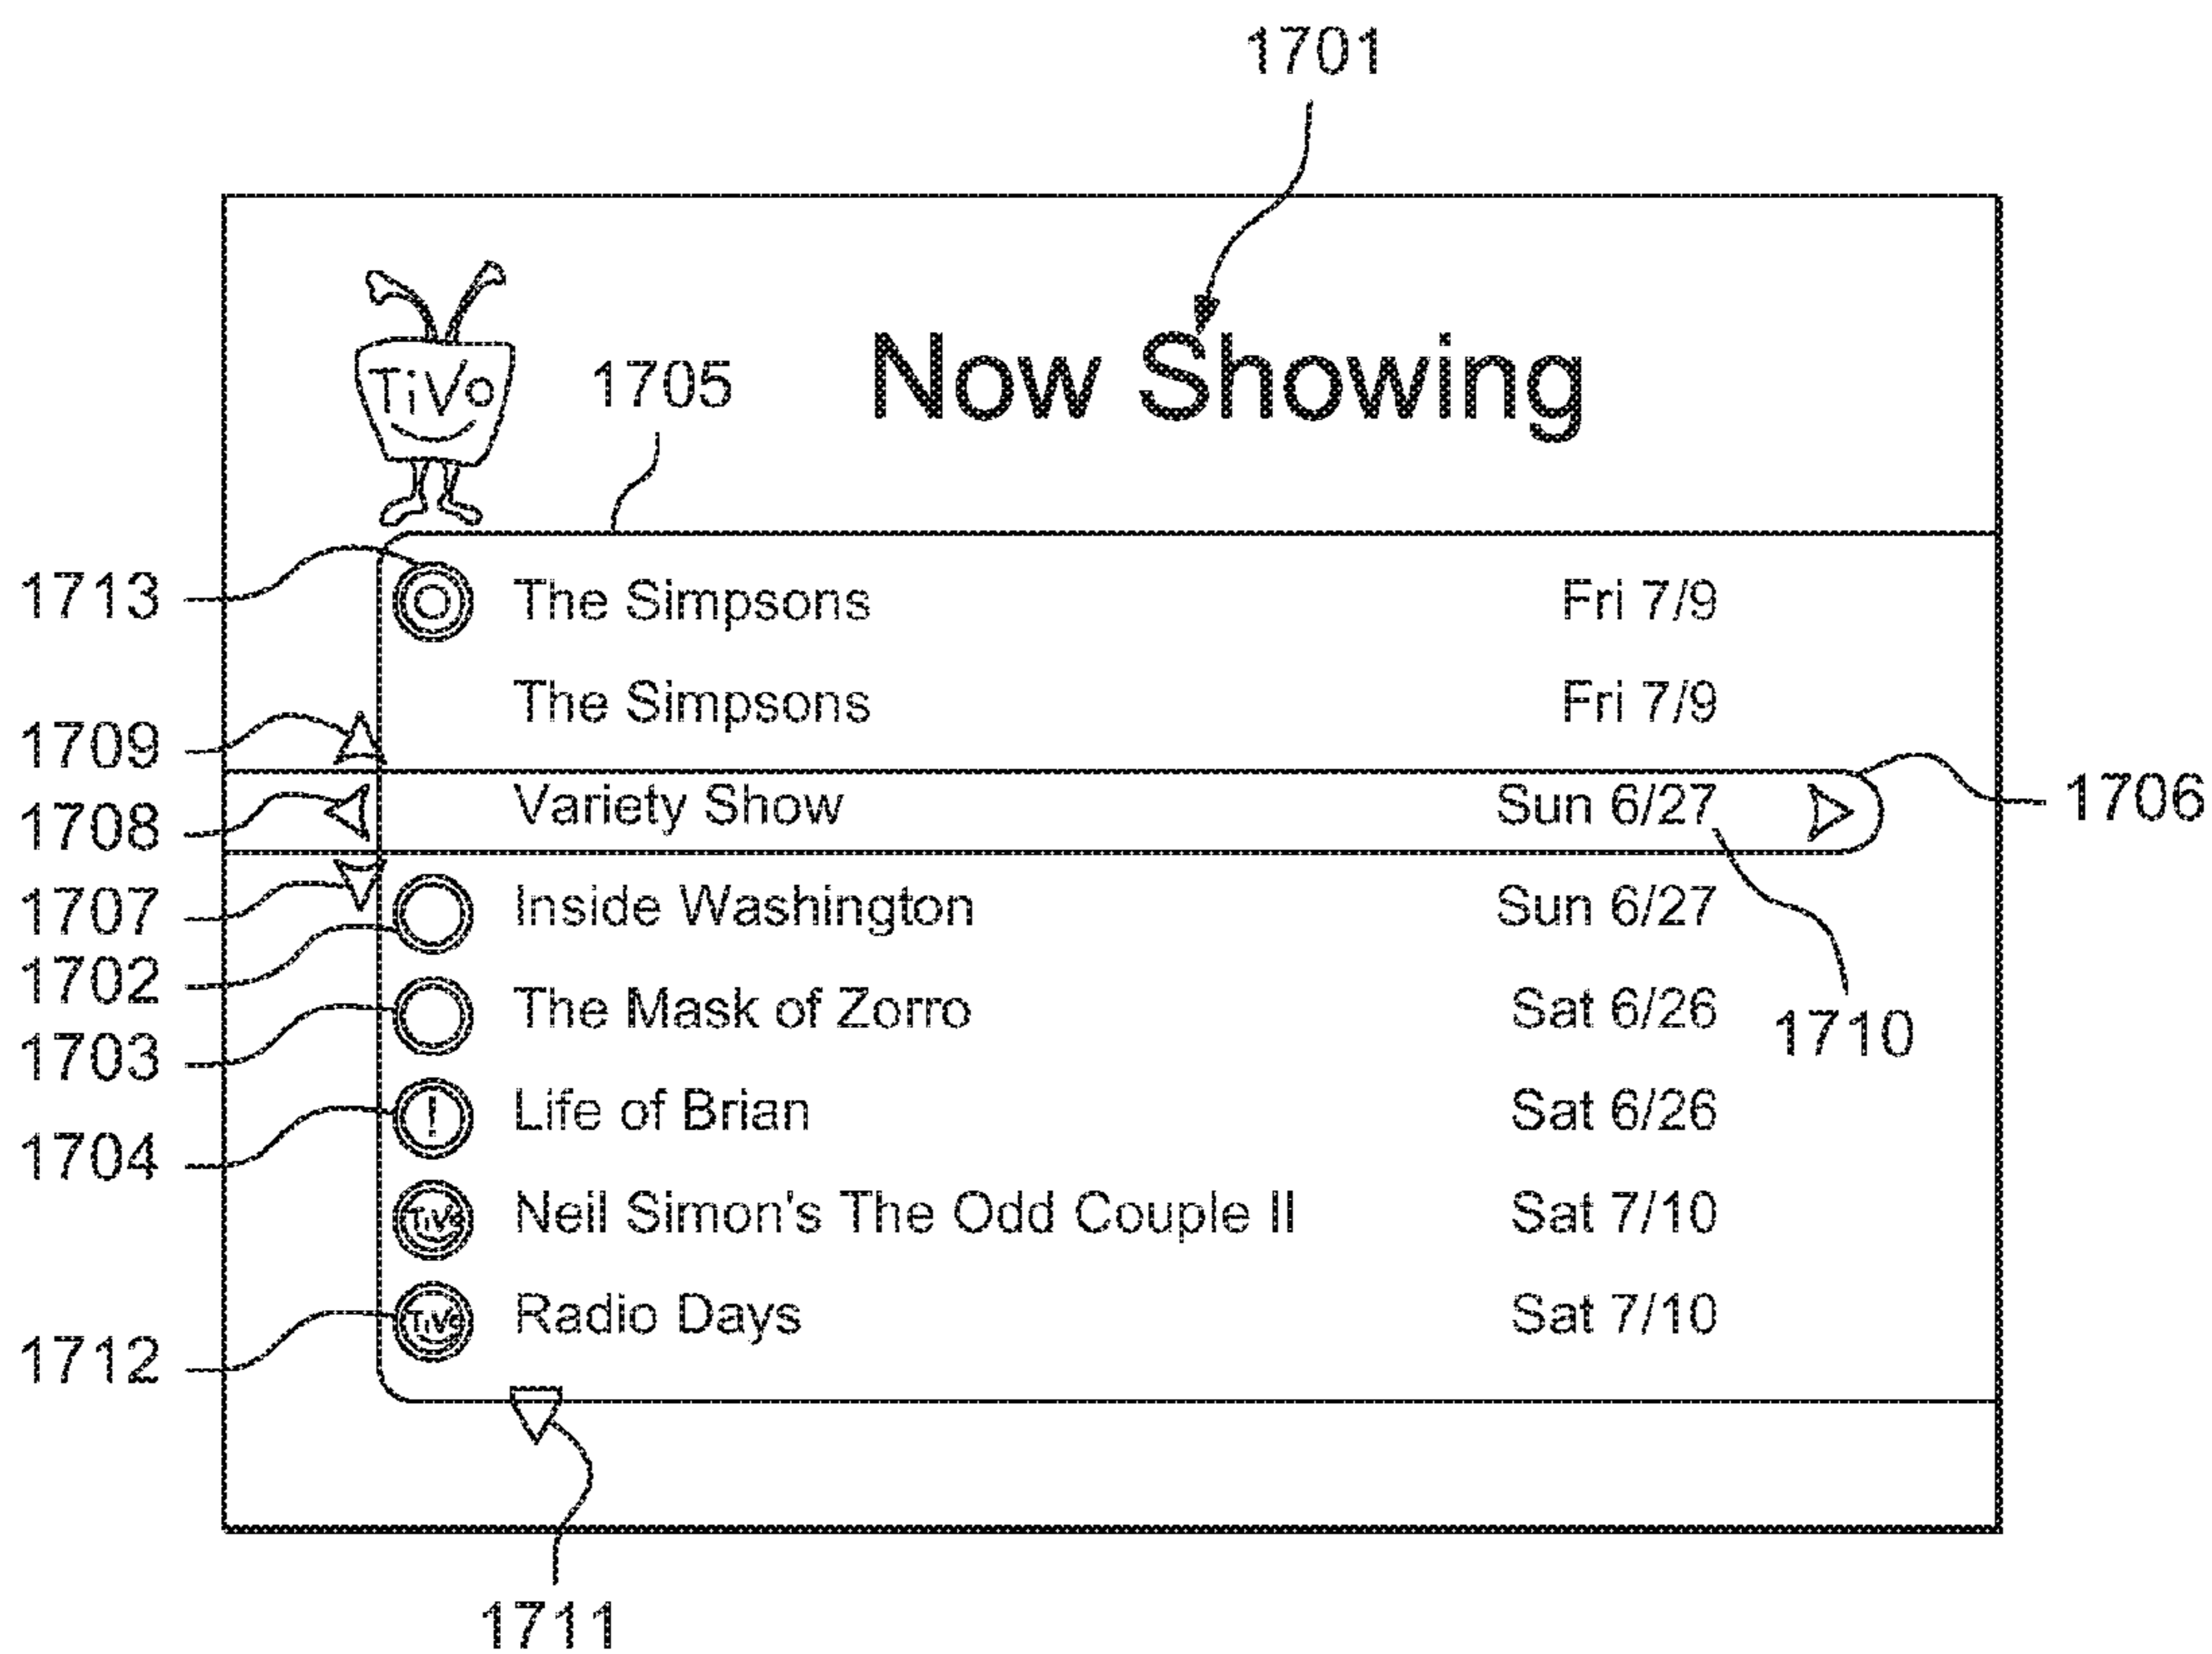 1701
TiVo
1705
Now Showing
1713
The Simpsons Fri 7/9
The Simpsons Fri 7/9
1709
1708
Variety Show Sun 6/27
1706
1707
Inside Washington Sun 6/27
1702
The Mask of Zorro Sat 6/26
1710
1703
! Life of Brian Sat 6/26
1704
TiVo Neil Simon's The Odd Couple II Sat 7/10
TiVo Radio Days Sat 7/10
1712
1711